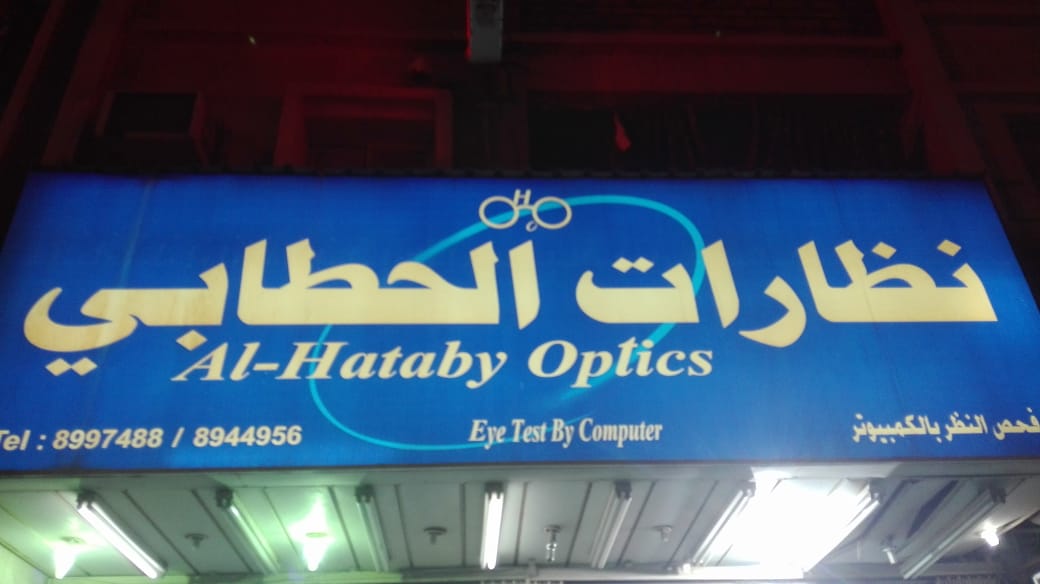 H
نظارات الحطابي
Al-Hataby Optics
Tel : 8997488 / 8944956
Eye Test By Computer
فحص النظر بالكمبيوتر